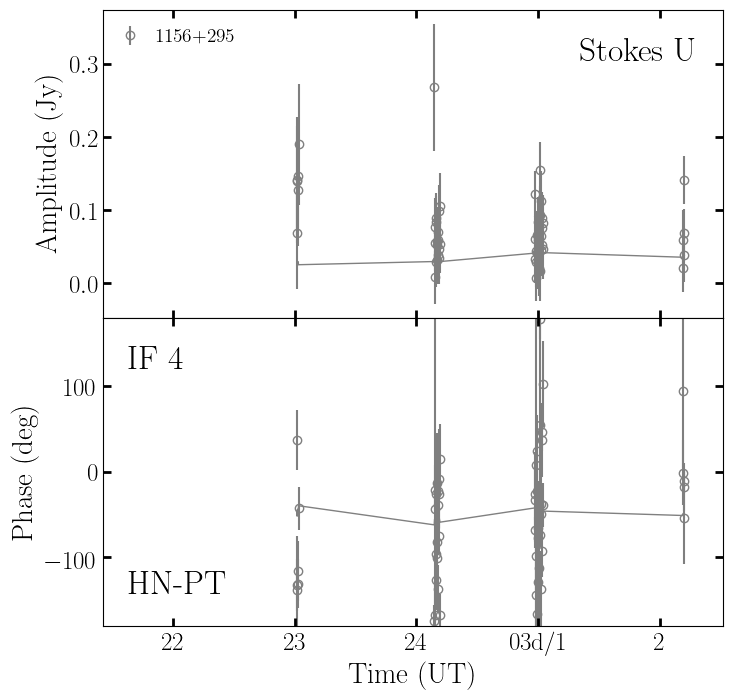 1156+295
Stokes U
0.3
0.2
0.1
0.0
Amplitude (Jy)
IF 4
100
0
−100
Phase (deg)
HN-PT
22 23 24 03d/1 2
Time (UT)